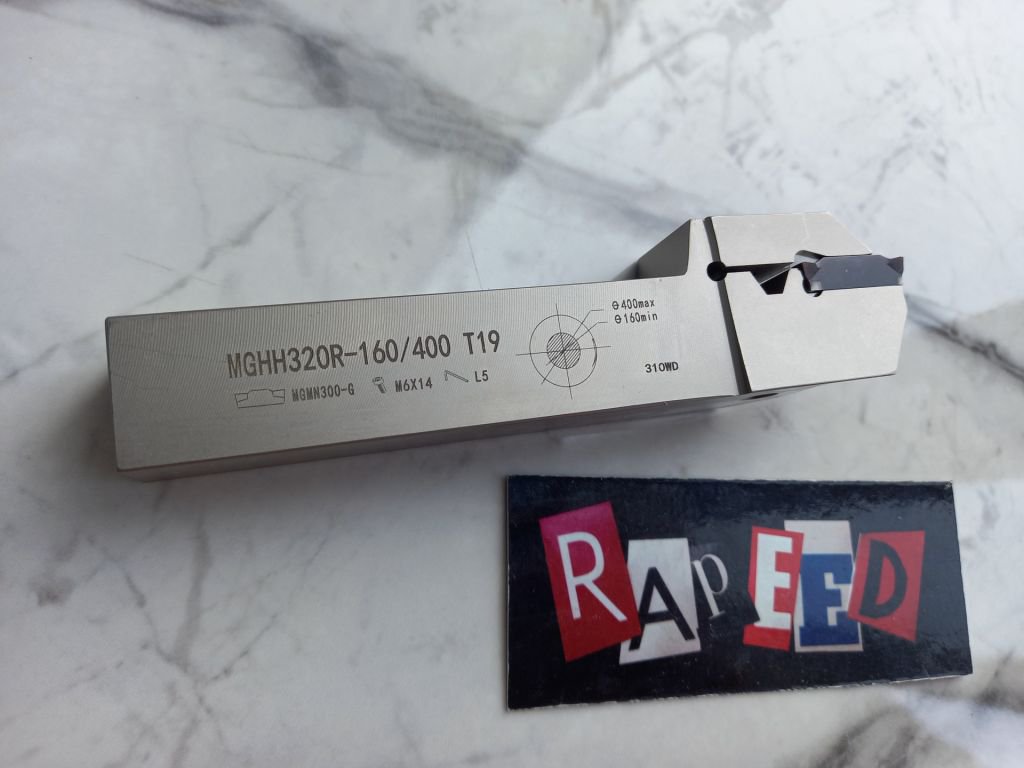 MGHH320R-160/400 T19
MGMN300-G M6X14 L5
θ400max
θ160min
310WD
RAPEED